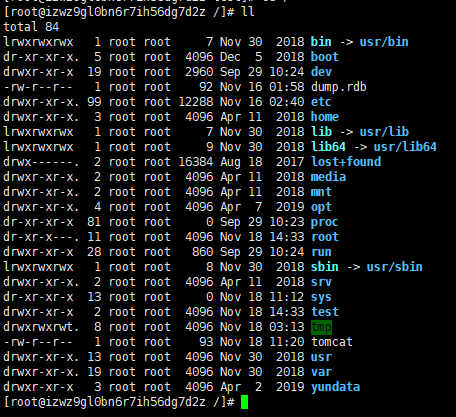 [root@izwz9gl0bn6r7ih56dg7d2z /]# ll
total 84
lrwxrwxrwx   1 root root     7 Nov 30  2018 bin -> usr/bin
dr-xr-xr-x.  5 root root  4096 Dec  5  2018 boot
drwxr-xr-x  19 root root  2960 Sep 29 10:24 dev
-rw-r--r--   1 root root    92 Nov 16 01:58 dump.rdb
drwxr-xr-x. 99 root root 12288 Nov 16 02:40 etc
drwxr-xr-x.  3 root root  4096 Apr 11  2018 home
lrwxrwxrwx   1 root root     7 Nov 30  2018 lib -> usr/lib
lrwxrwxrwx   1 root root     9 Nov 30  2018 lib64 -> usr/lib64
drwx------.  2 root root 16384 Aug 18  2017 lost+found
drwxr-xr-x.  2 root root  4096 Apr 11  2018 media
drwxr-xr-x.  2 root root  4096 Apr 11  2018 mnt
drwxr-xr-x.  4 root root  4096 Apr  7  2019 opt
dr-xr-xr-x  81 root root     0 Sep 29 10:23 proc
dr-xr-x---. 11 root root  4096 Nov 18 14:33 root
drwxr-xr-x  28 root root   860 Sep 29 10:24 run
lrwxrwxrwx   1 root root     8 Nov 30  2018 sbin -> usr/sbin
drwxr-xr-x.  2 root root  4096 Apr 11  2018 srv
dr-xr-xr-x  13 root root     0 Nov 18 11:12 sys
drwxr-xr-x   2 root root  4096 Nov 18 14:33 test
drwxrwxrwt.  8 root root  4096 Nov 18 03:13 tmp
-rw-r--r--   1 root root    93 Nov 18 11:20 tomcat
drwxr-xr-x. 13 root root  4096 Nov 30  2018 usr
drwxr-xr-x. 19 root root  4096 Nov 30  2018 var
drwxr-xr-x   3 root root  4096 Apr  2  2019 yundata
[root@izwz9gl0bn6r7ih56dg7d2z /]#